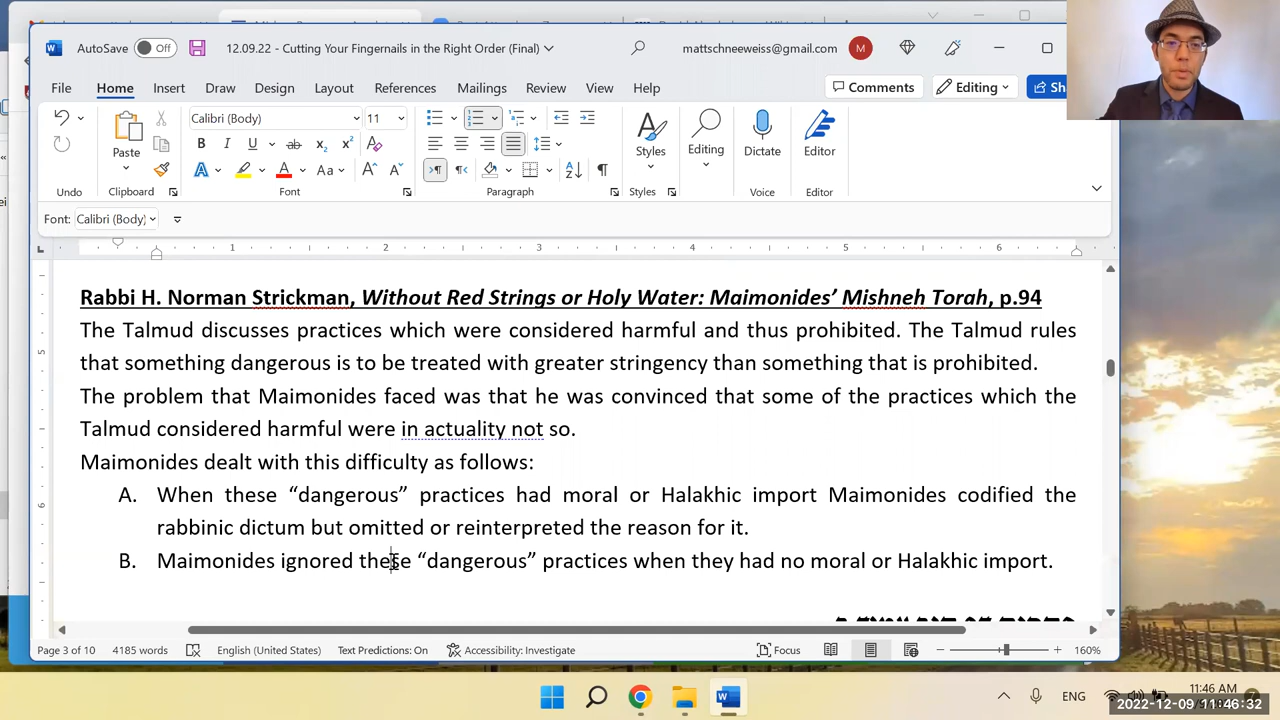 AutoSave Off 12.09.22 - Cutting Your Fingernails in the Right Order (Final) mattschneeweiss@gmail.com M
File Home Insert Draw Design Layout References Mailings Review View Help Comments Editing Sh
Calibri (Body) 11
Paste Styles Editing Dictate Editor
Undo Clipboard Font Paragraph Styles Voice Editor
Font: Calibri (Body)
1 2 3 4 5 6
Rabbi H. Norman Strickman, Without Red Strings or Holy Water: Maimonides’ Mishneh Torah, p.94
The Talmud discusses practices which were considered harmful and thus prohibited. The Talmud rules
that something dangerous is to be treated with greater stringency than something that is prohibited.
The problem that Maimonides faced was that he was convinced that some of the practices which the
Talmud considered harmful were in actuality not so.
Maimonides dealt with this difficulty as follows:
A. When these “dangerous” practices had moral or Halakhic import Maimonides codified the
rabbinic dictum but omitted or reinterpreted the reason for it.
B. Maimonides ignored these “dangerous” practices when they had no moral or Halakhic import.
Page 3 of 10 4185 words English (United States) Text Predictions: On Accessibility: Investigate Focus 160%
ENG 11:46 AM
2022-12-09 11:46:32